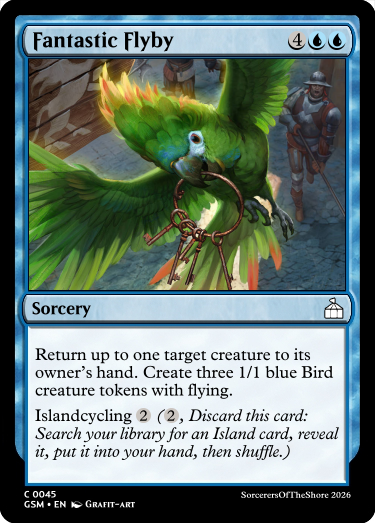 Fantastic Flyby 4
Sorcery
Return up to one target creature to its
owner's hand. Create three 1/1 blue Bird
creature tokens with flying.
Islandcycling 2 (2, Discard this card:
Search your library for an Island card, reveal
it, put it into your hand, then shuffle.)
C 0045
GSM • EN Grafit-art
SorcerersOfTheShore 2026